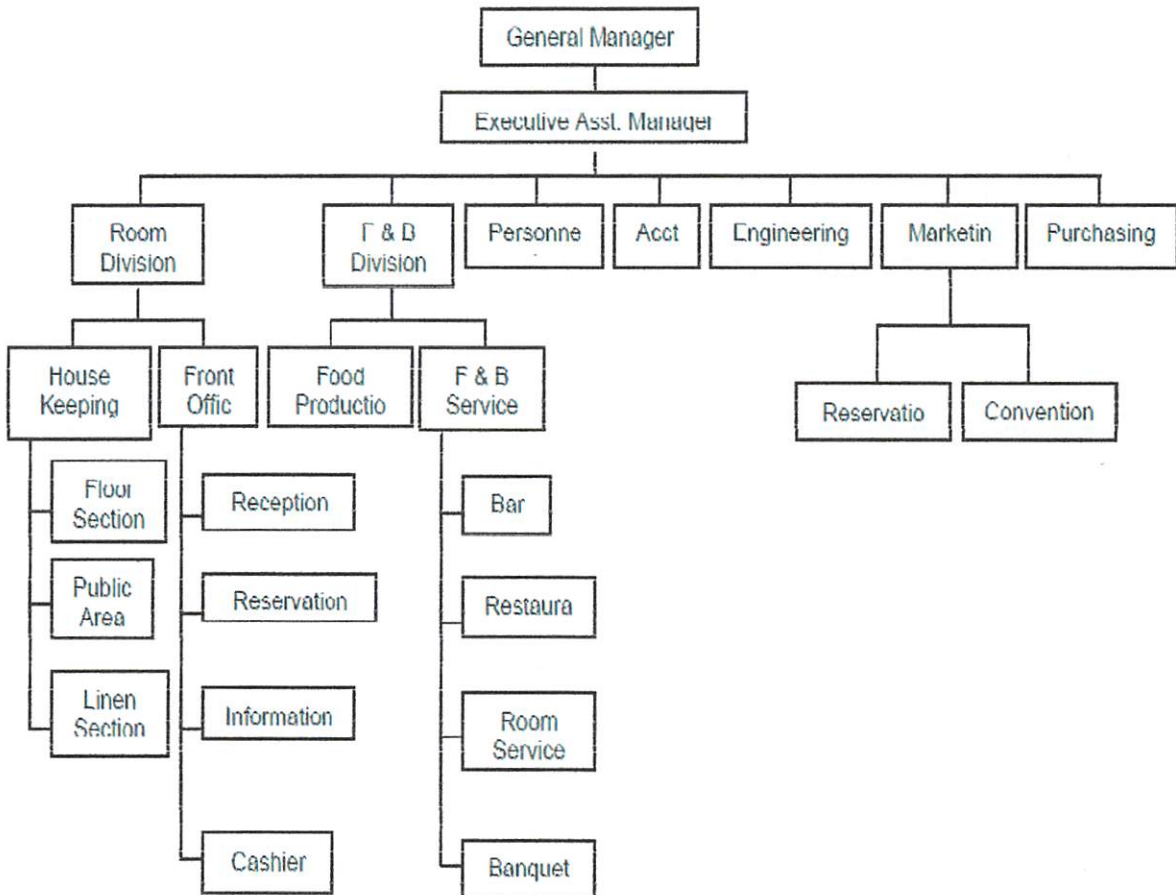 General Manager
Executive Asst. Manager
Room
Division
F & B
Division
Personne
Acct
Engineering
Marketin
Purchasing
House
Keeping
Front
Offic
Food
Productio
F & B
Service
Reservatio
Convention
Floor
Section
Reception
Bar
Public
Area
Reservation
Restaura
Linen
Section
Information
Room
Service
Cashier
Banquet